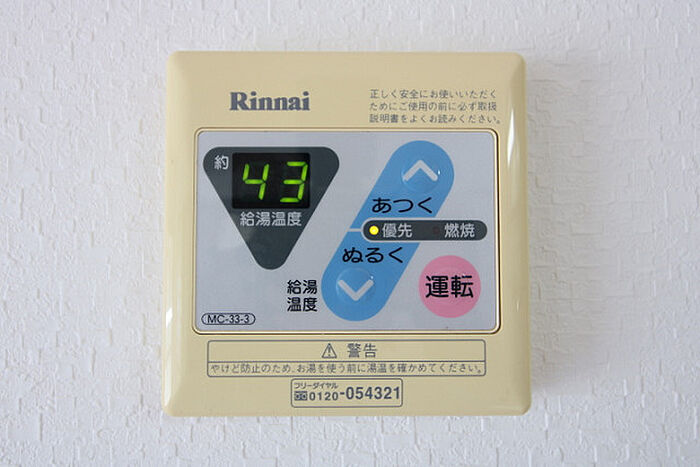 Rinnai
正しく安全にお使いいただく
ためにご使用の前に必ず取扱
説明書をよくお読みください。
約
43
給湯温度
あつく
優先 燃焼
ぬるく
給湯
温度
運転
MC-33-3
⚠ 警告
やけど防止のため、お湯を使う前に湯温を確かめてください。
フリーダイヤル
0120-054321